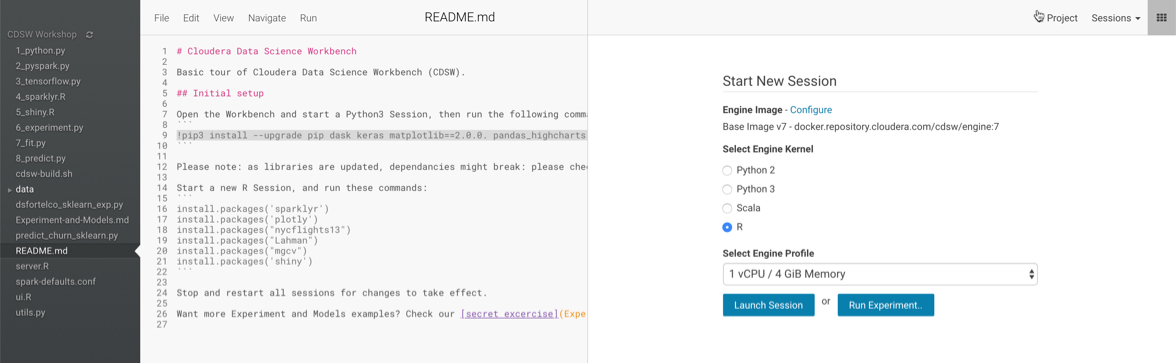 File Edit View Navigate Run
README.md
Project Sessions
CDSW Workshop
1_python.py
2_pyspark.py
3_tensorflow.py
4_sparklyr.R
5_shiny.R
6_experiment.py
7_fit.py
8_predict.py
cdsw-build.sh
data
dsfortelco_sklearn_exp.py
Experiment-and-Models.md
predict_churn_sklearn.py
README.md
server.R
spark-defaults.conf
ui.R
utils.py
1 # Cloudera Data Science Workbench
2
3 Basic tour of Cloudera Data Science Workbench (CDSW).
4
5 ## Initial setup
6
7 Open the Workbench and start a Python3 Session, then run the following comma
8 ```
9 !pip3 install --upgrade pip dask keras matplotlib==2.0.0. pandas_highcharts
10 ```
11
12 Please note: as libraries are updated, dependancies might break: please chec
13
14 Start a new R Session, and run these commands:
15 ```
16 install.packages('sparklyr')
17 install.packages('plotly')
18 install.packages("nycflights13")
19 install.packages("Lahman")
20 install.packages("mgcv")
21 install.packages('shiny')
22 ```
23
24 Stop and restart all sessions for changes to take effect.
25
26 Want more Experiment and Models examples? Check our [secret excercise](Expe
27
Start New Session
Engine Image - Configure
Base Image v7 - docker.repository.cloudera.com/cdsw/engine:7
Select Engine Kernel
Python 2
Python 3
Scala
R
Select Engine Profile
1 vCPU / 4 GiB Memory
Launch Session or Run Experiment..